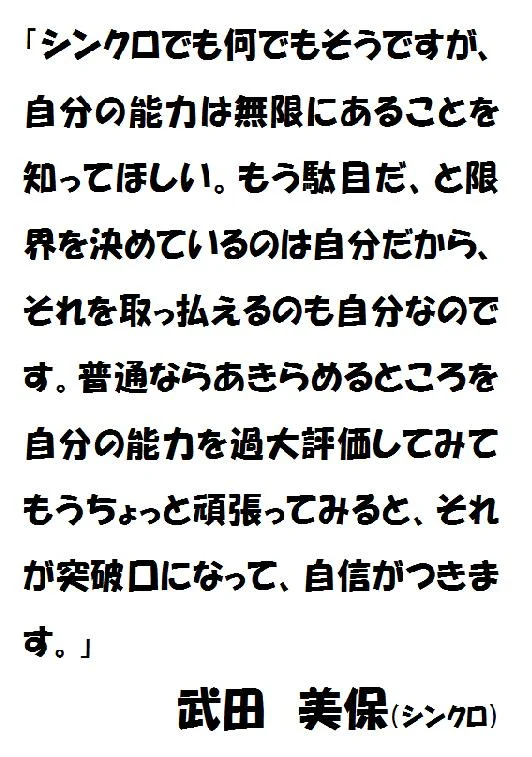 「シンクロでも何でもそうですが、
自分の能力は無限にあることを
知ってほしい。もう駄目だ、と限
界を決めているのは自分だから、
それを取っ払えるのも自分なので
す。普通ならあきらめるところを
自分の能力を過大評価してみて
もうちょっと頑張ってみると、それ
が突破口になって、自信がつきま
す。」
武田　美保(シンクロ)